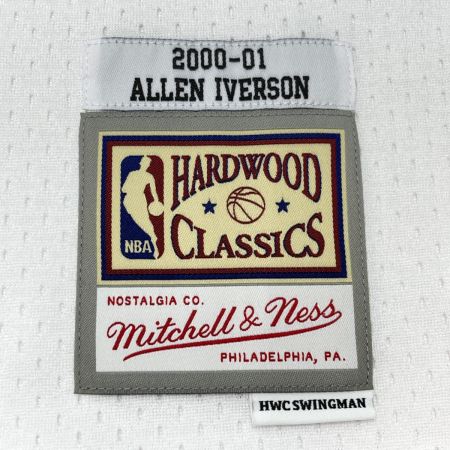 2000-01
ALLEN IVERSON
NBA
HARDWOOD
CLASSICS
NOSTALGIA CO.
Mitchell & Ness
PHILADELPHIA, PA.
HWC SWINGMAN